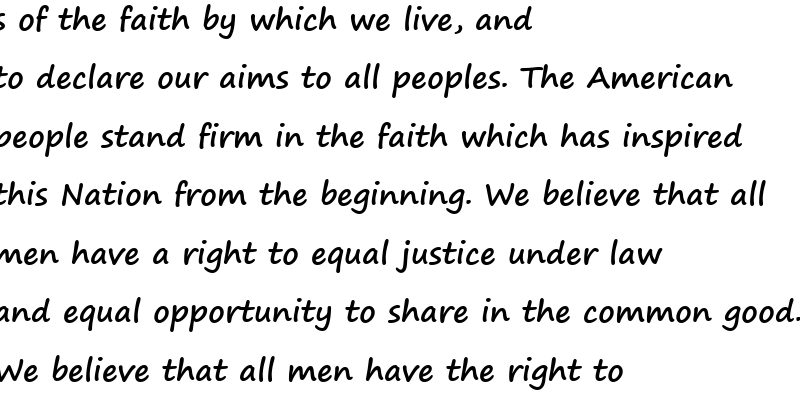 of the faith by which we live, and
to declare our aims to all peoples. The American
people stand firm in the faith which has inspired
this Nation from the beginning. We believe that all
men have a right to equal justice under law
and equal opportunity to share in the common good.
We believe that all men have the right to